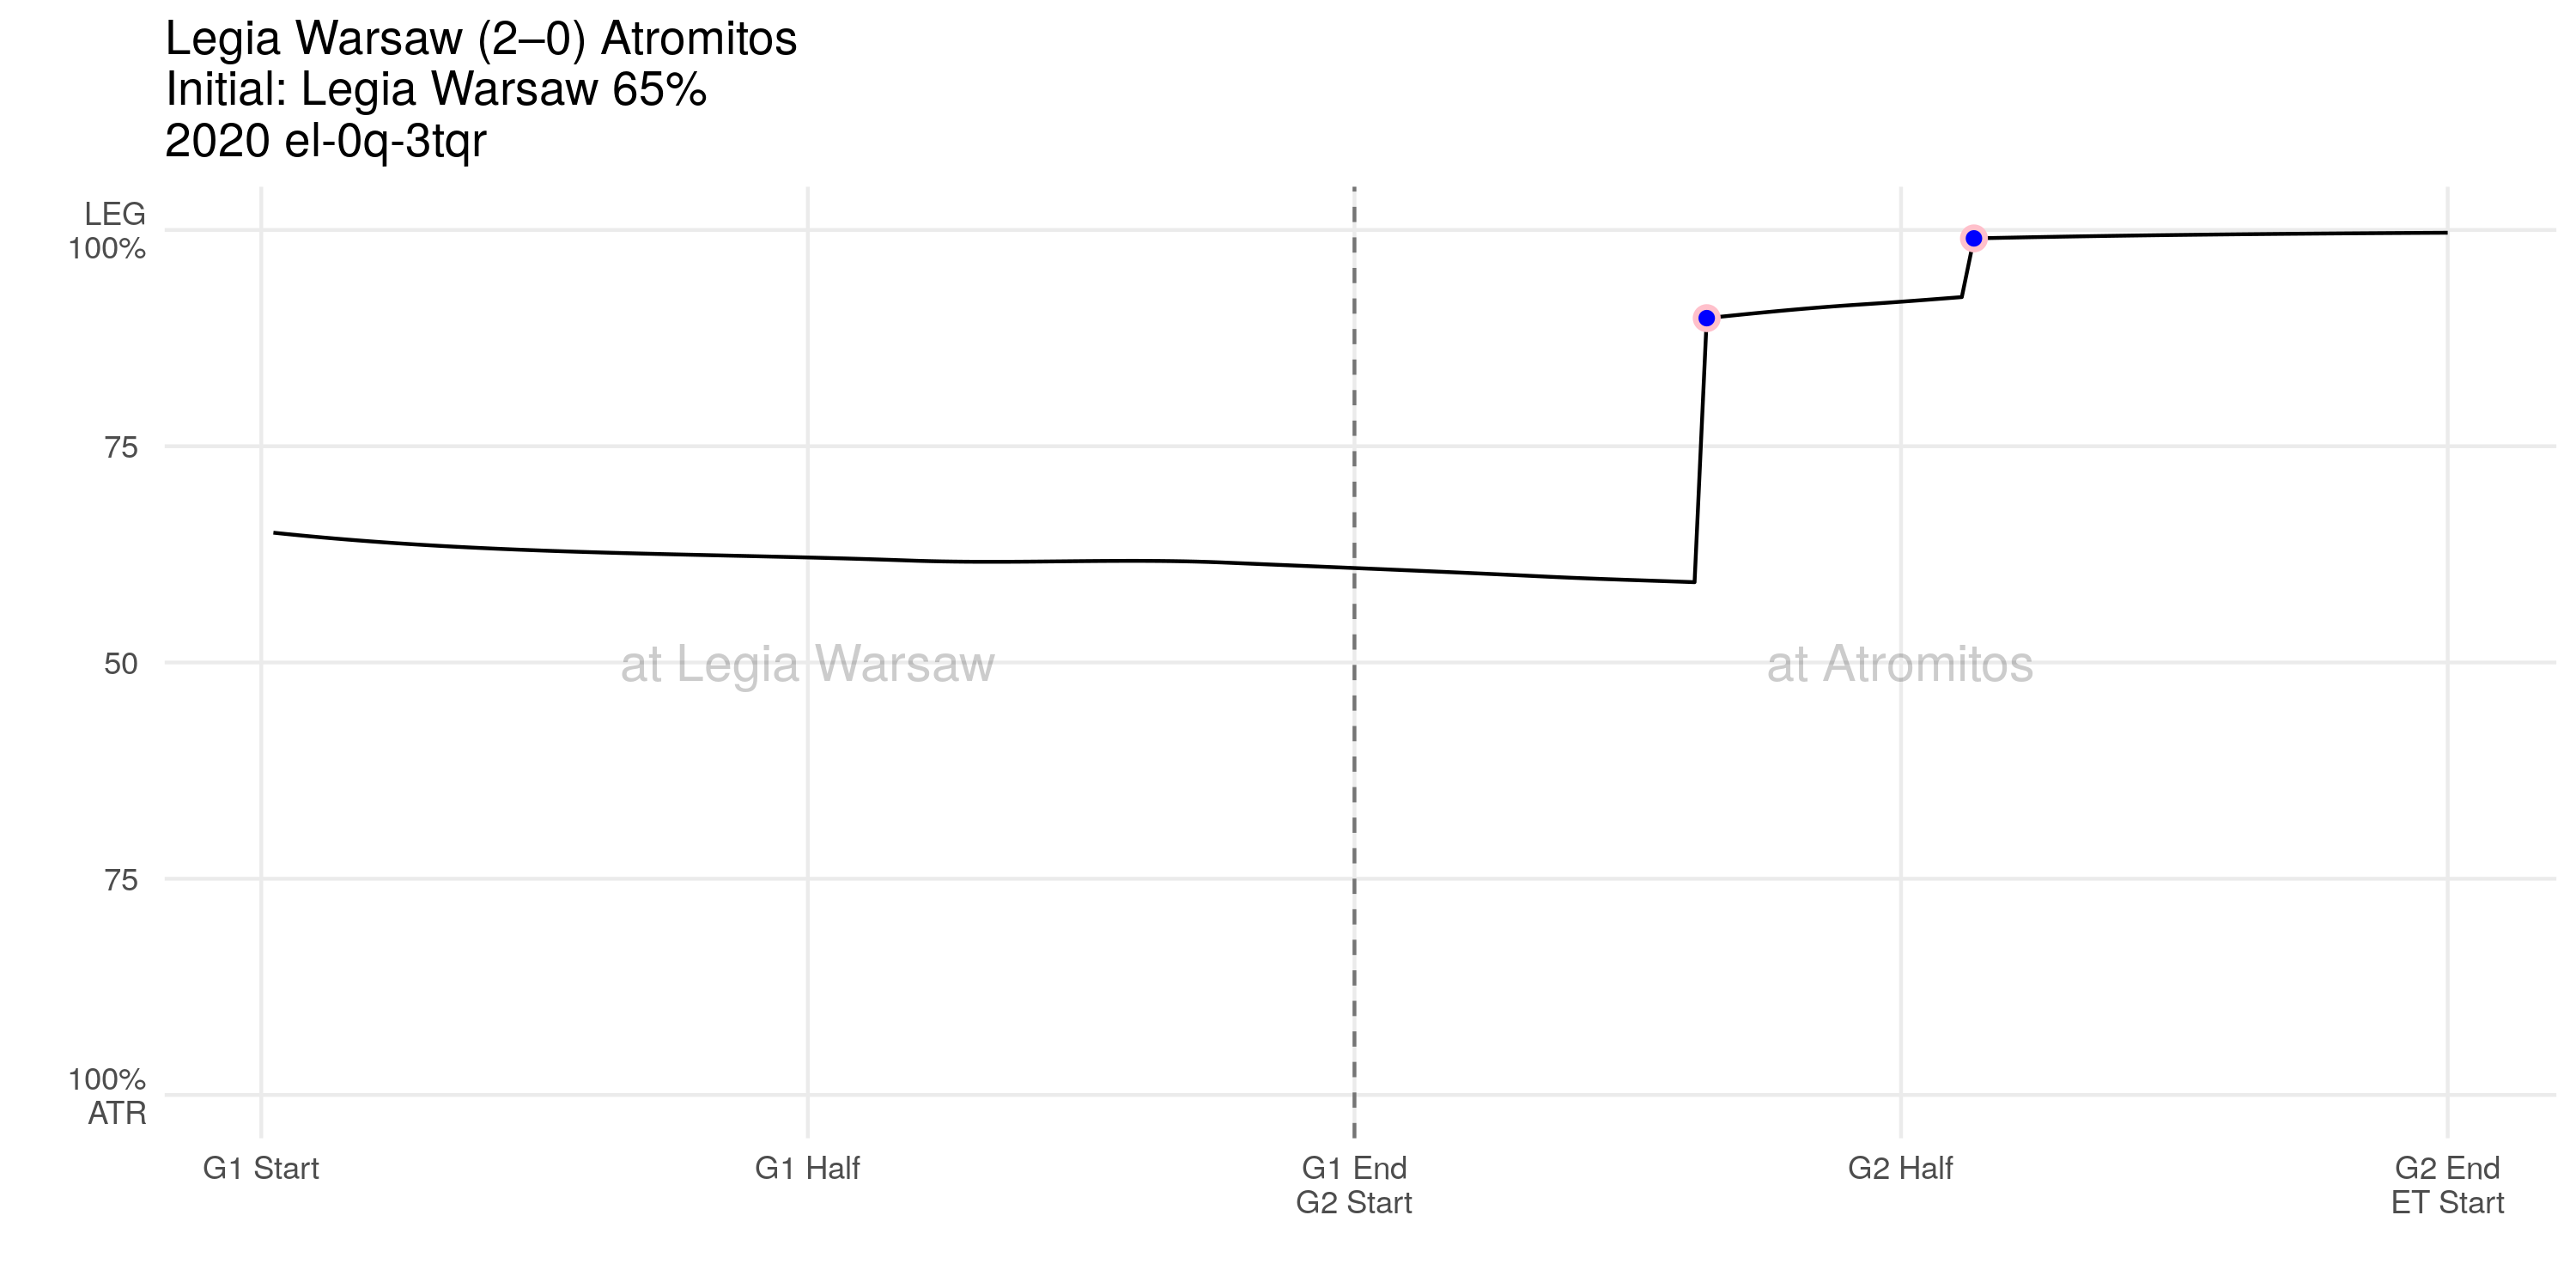 Legia Warsaw (2–0) Atromitos
Initial: Legia Warsaw 65%
2020 el-0q-3tqr
LEG
100%
75
50
75
100%
ATR
at Legia Warsaw
at Atromitos
G1 Start
G1 Half
G1 End
G2 Start
G2 Half
G2 End
ET Start